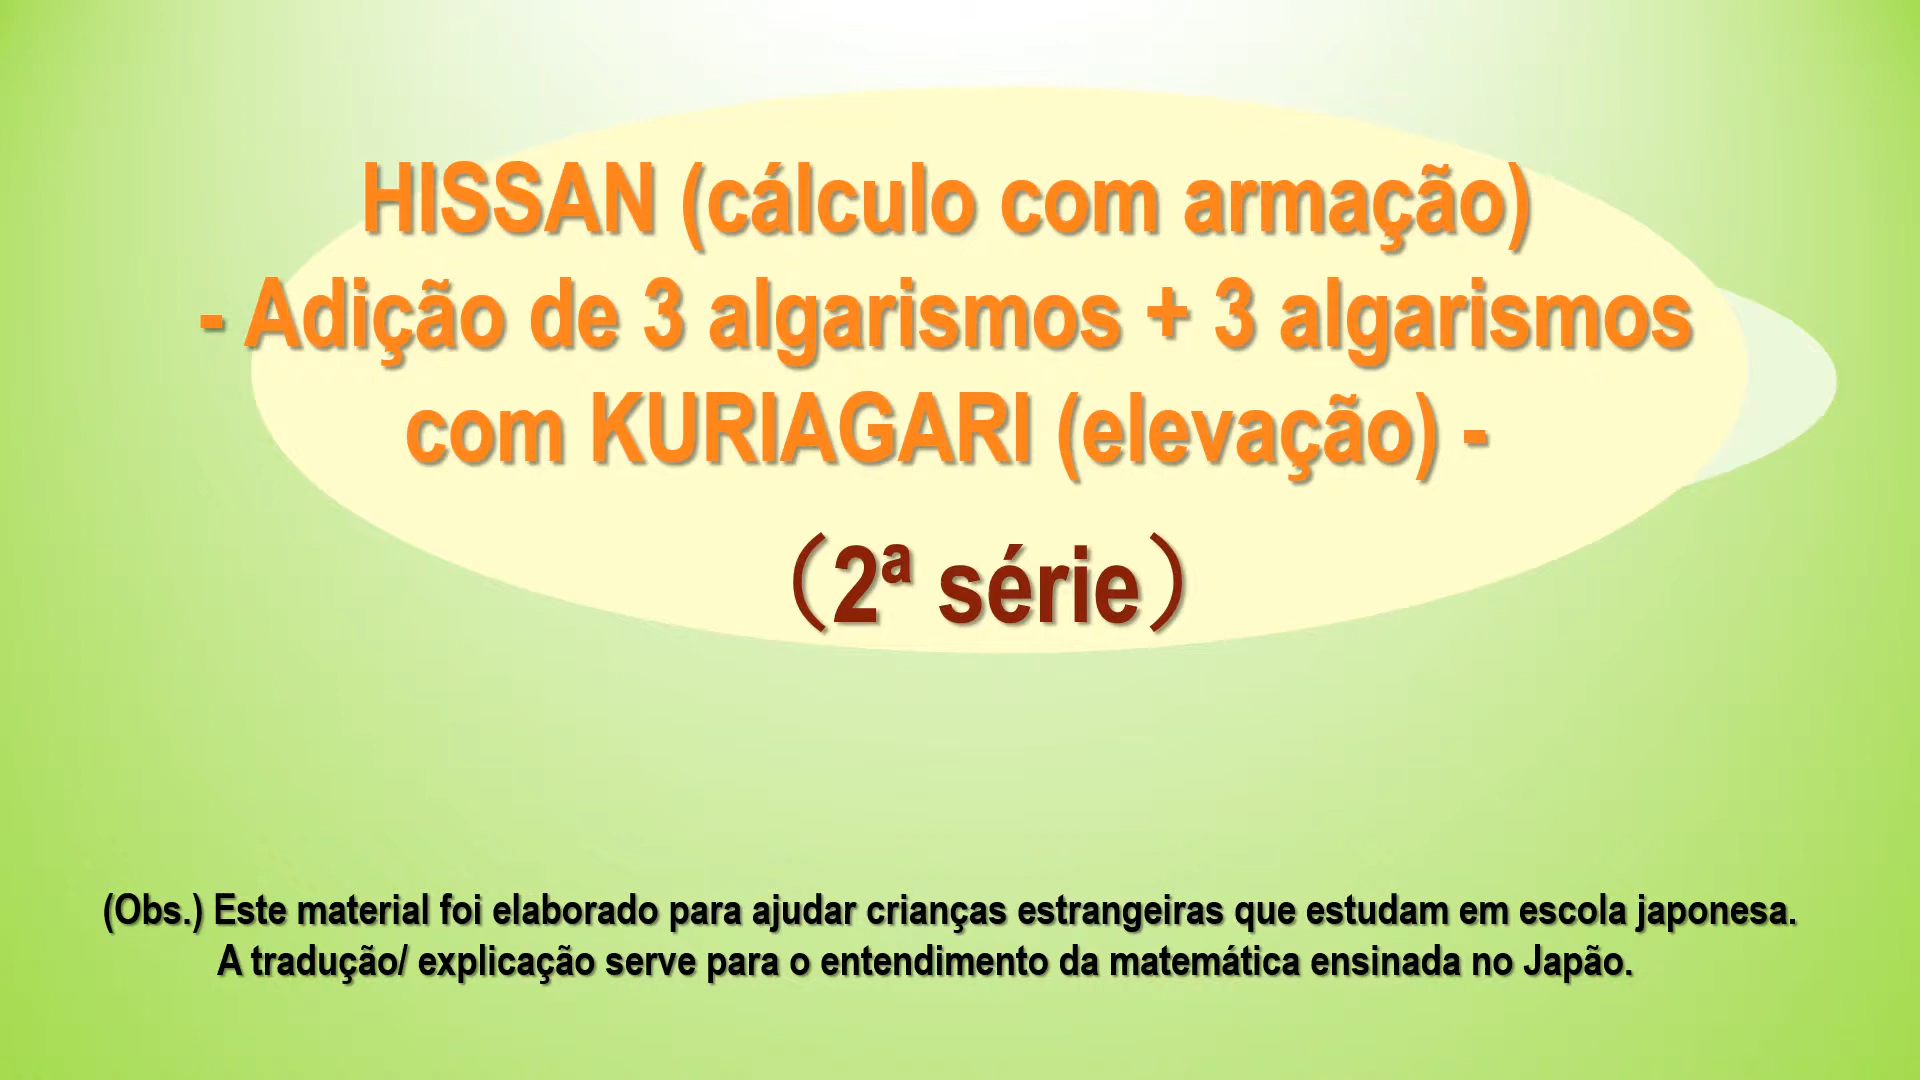 HISSAN (cálculo com armação)
- Adição de 3 algarismos + 3 algarismos
com KURIAGARI (elevação) -
（2ª série）
(Obs.) Este material foi elaborado para ajudar crianças estrangeiras que estudam em escola japonesa.
A tradução/ explicação serve para o entendimento da matemática ensinada no Japão.